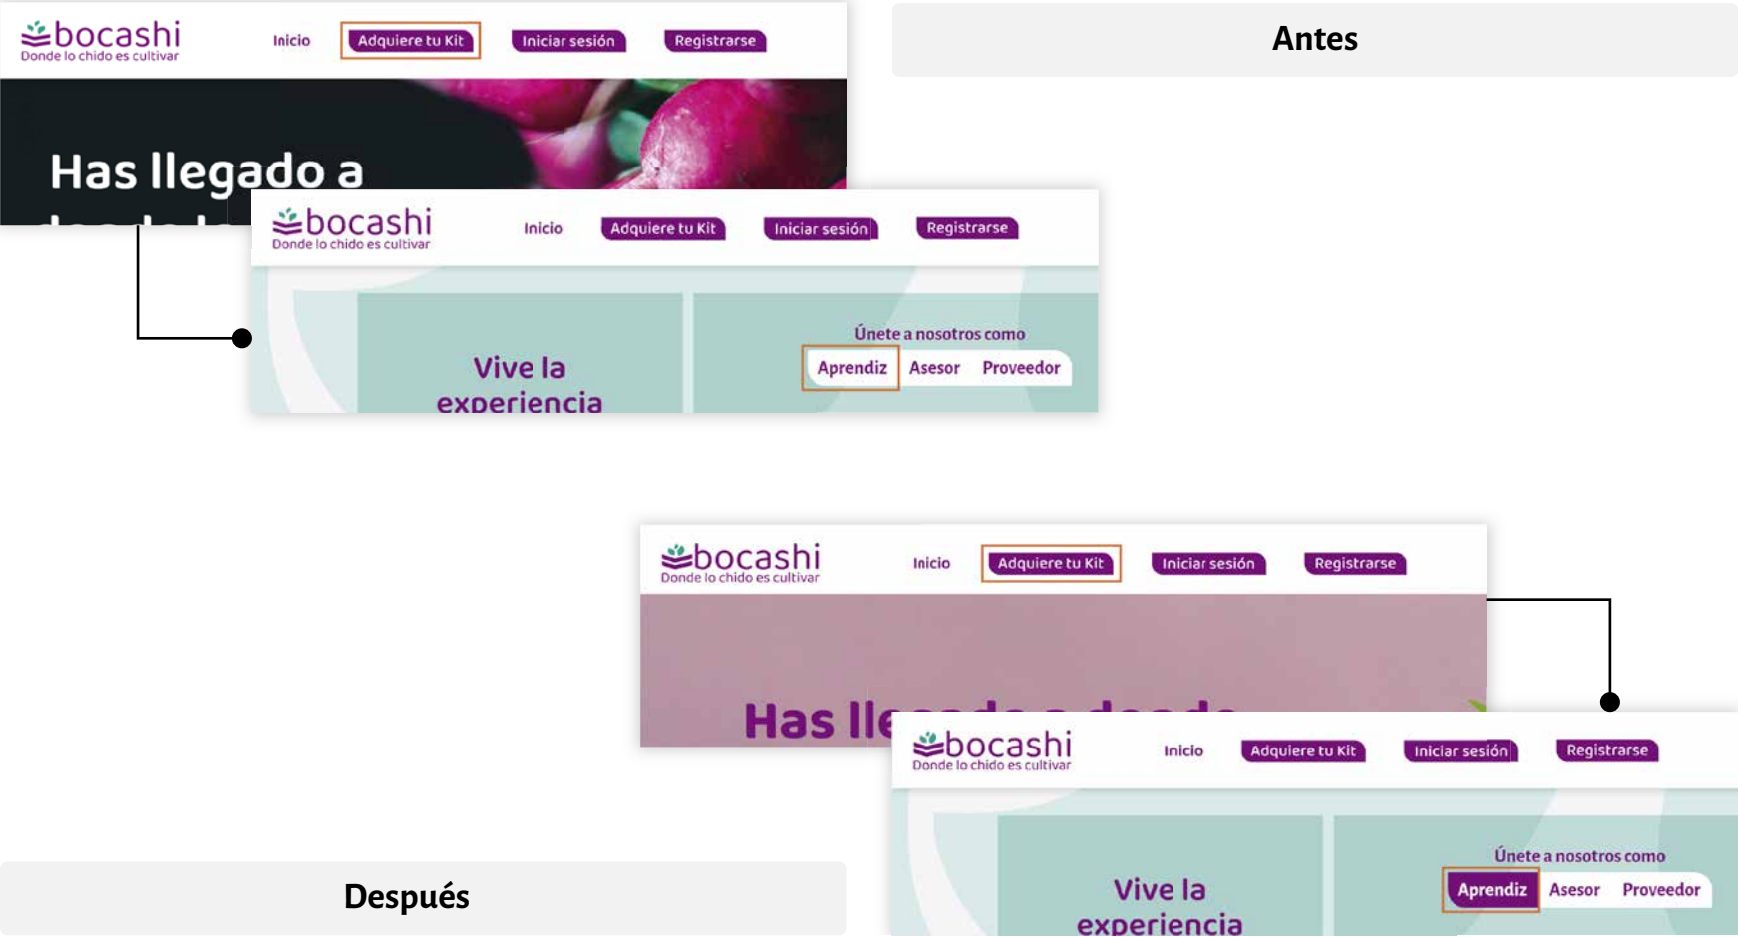 bocashi
Donde lo chido es cultivar
Inicio
Adquiere tu Kit
Iniciar sesión
Registrarse
Antes
Has llegado a
bocashi
Donde lo chido es cultivar
Inicio
Adquiere tu Kit
Iniciar sesión
Registrarse
Únete a nosotros como
Aprendiz
Asesor
Proveedor
Vive la
experiencia
bocashi
Donde lo chido es cultivar
Inicio
Adquiere tu Kit
Iniciar sesión
Registrarse
Has
bocashi
Donde lo chido es cultivar
Inicio
Adquiere tu Kit
Iniciar sesión
Registrarse
Únete a nosotros como
Aprendiz
Asesor
Proveedor
Vive la
experiencia
Después